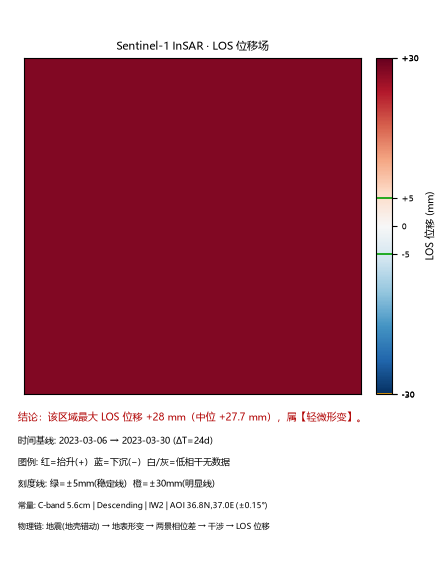 Sentinel-1 InSAR · LOS 位移场
+30
+5
0
-5
-30
LOS 位移 (mm)
结论：该区域最大 LOS 位移 +28 mm（中位 +27.7 mm），属【轻微形变】。
时间基线: 2023-03-06 → 2023-03-30 (ΔT=24d)
图例: 红=抬升(+)  蓝=下沉(−)  白/灰=低相干无数据
刻度线: 绿=±5mm(稳定线)  橙=±30mm(明显线)
常量: C-band 5.6cm | Descending | IW2 | AOI 36.8N,37.0E (±0.15°)
物理链: 地震(地壳错动) → 地表形变 → 两景相位差 → 干涉 → LOS 位移